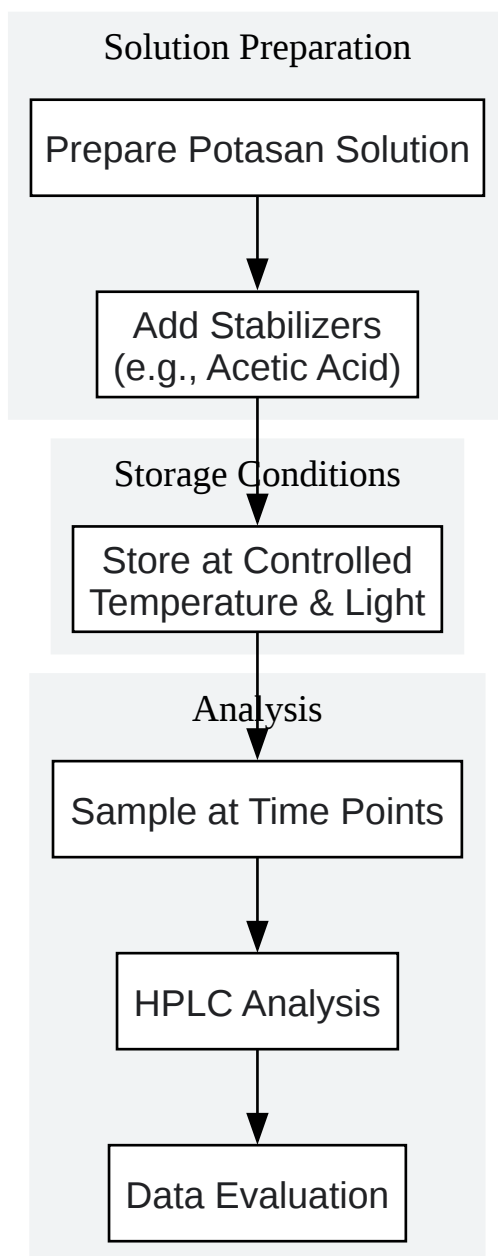 Solution Preparation
Prepare Potasan Solution
Add Stabilizers
(e.g., Acetic Acid)
Storage Conditions
Store at Controlled
Temperature & Light
Analysis
Sample at Time Points
HPLC Analysis
Data Evaluation